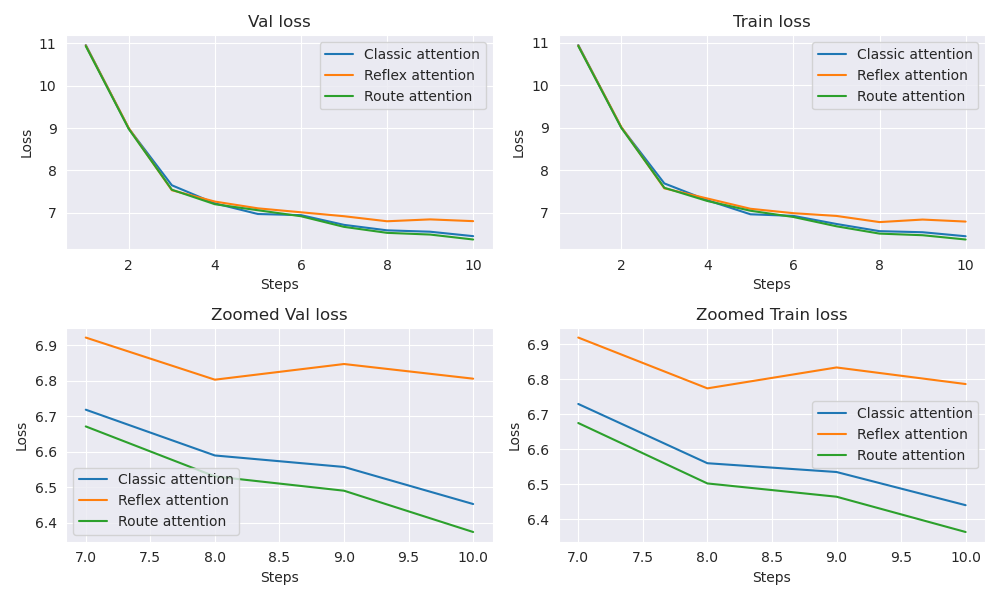 Val loss
11
10
9
8
7
Loss
Classic attention
Reflex attention
Route attention
2 4 6 8 10
Steps
Train loss
11
10
9
8
7
Loss
Classic attention
Reflex attention
Route attention
2 4 6 8 10
Steps
Zoomed Val loss
6.9
6.8
6.7
6.6
6.5
6.4
Loss
Classic attention
Reflex attention
Route attention
7.0 7.5 8.0 8.5 9.0 9.5 10.0
Steps
Zoomed Train loss
6.9
6.8
6.7
6.6
6.5
6.4
Loss
Classic attention
Reflex attention
Route attention
7.0 7.5 8.0 8.5 9.0 9.5 10.0
Steps